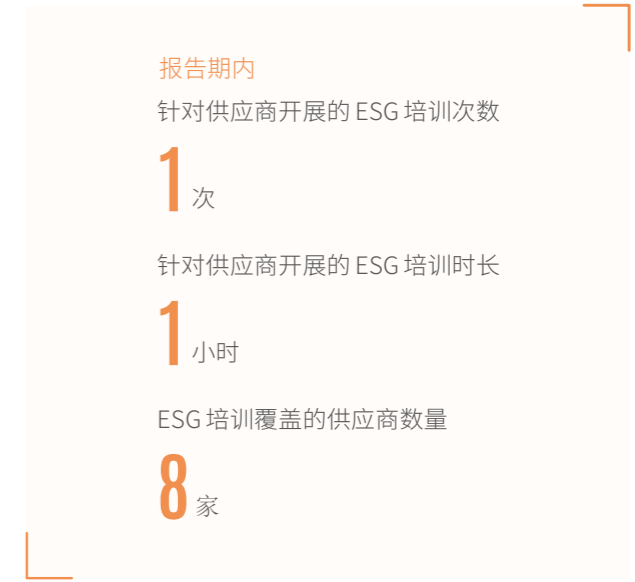 报告期内
针对供应商开展的 ESG 培训次数
1 次
针对供应商开展的 ESG 培训时长
1 小时
ESG 培训覆盖的供应商数量
8 家